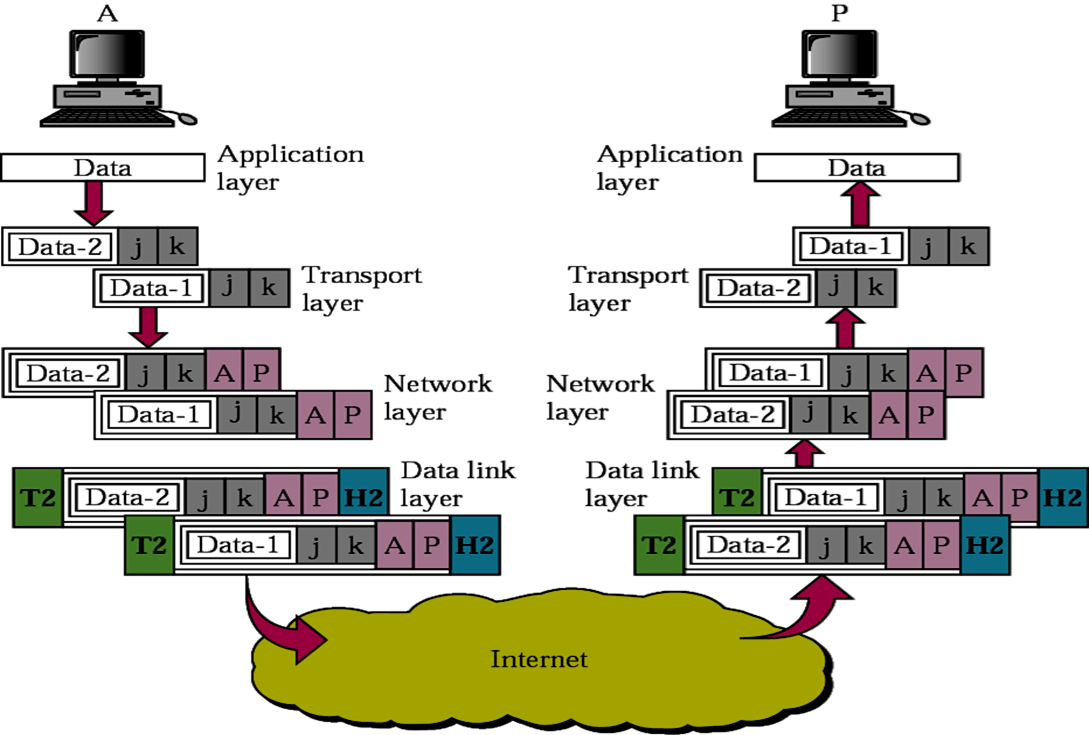 A
P
Data
Application
layer
Application
layer
Data
Data-2 j k
Data-1 j k
Data-1 j k
Transport
layer
Transport
layer
Data-2 j k
Data-2 j k A P
Data-1 j k A P
Network
layer
Network
layer
Data-1 j k A P
Data-2 j k A P
T2 Data-2 j k A P H2
Data link
layer
T2 Data-1 j k A P H2
Data link
layer
T2 Data-1 j k A P H2
T2 Data-2 j k A P H2
Internet